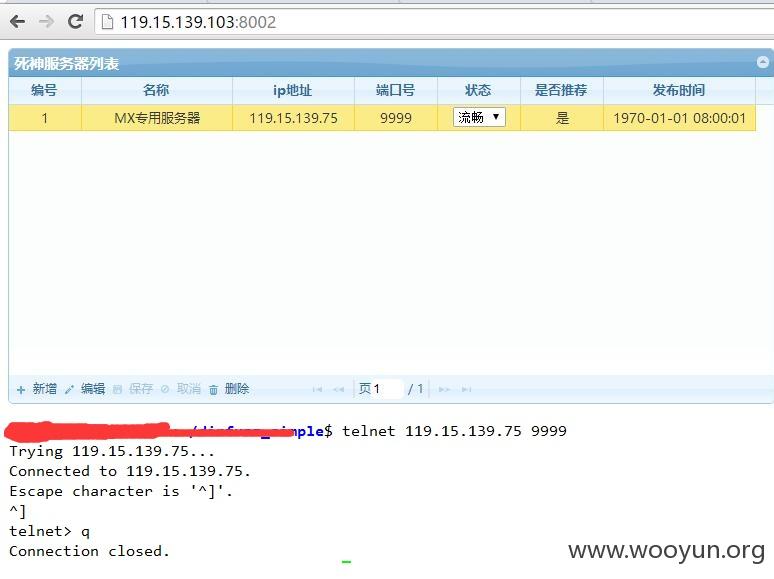 119.15.139.103:8002
死神服务器列表
编号 名称 ip地址 端口号 状态 是否推荐 发布时间
1 MX专用服务器 119.15.139.75 9999 流畅 是 1970-01-01 08:00:01
新增 编辑 保存 取消 删除 页 1 / 1
$ telnet 119.15.139.75 9999
Trying 119.15.139.75...
Connected to 119.15.139.75.
Escape character is '^]'.
^]
telnet> q
Connection closed.
www.wooyun.org